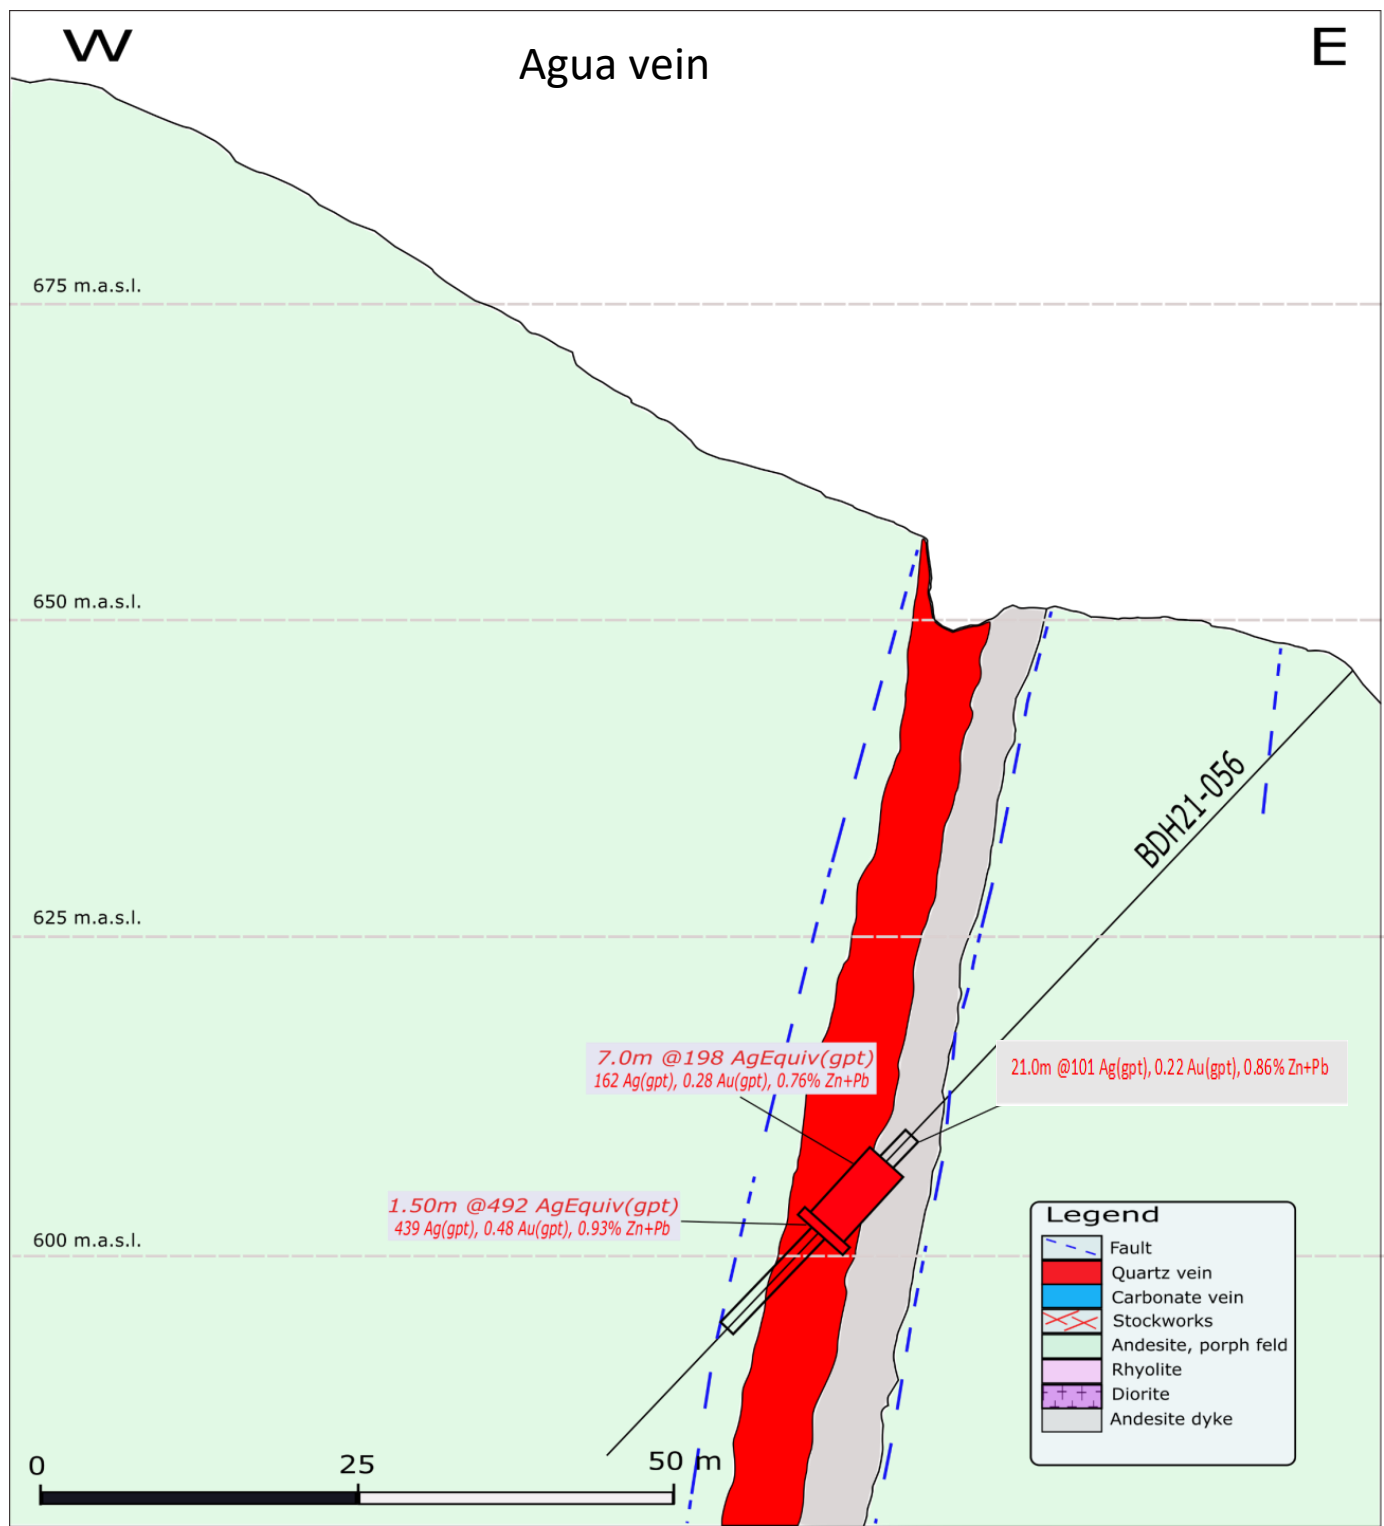 W
Agua vein
E
675 m.a.s.l.
650 m.a.s.l.
BDH21-056
625 m.a.s.l.
7.0m @198 AgEquiv(gpt)
162 Ag(gpt), 0.28 Au(gpt), 0.76% Zn+Pb
21.0m @101 Ag(gpt), 0.22 Au(gpt), 0.86% Zn+Pb
1.50m @492 AgEquiv(gpt)
439 Ag(gpt), 0.48 Au(gpt), 0.93% Zn+Pb
600 m.a.s.l.
Legend
Fault
Quartz vein
Carbonate vein
Stockworks
Andesite, porph feld
Rhyolite
Diorite
Andesite dyke
0 25 50 m